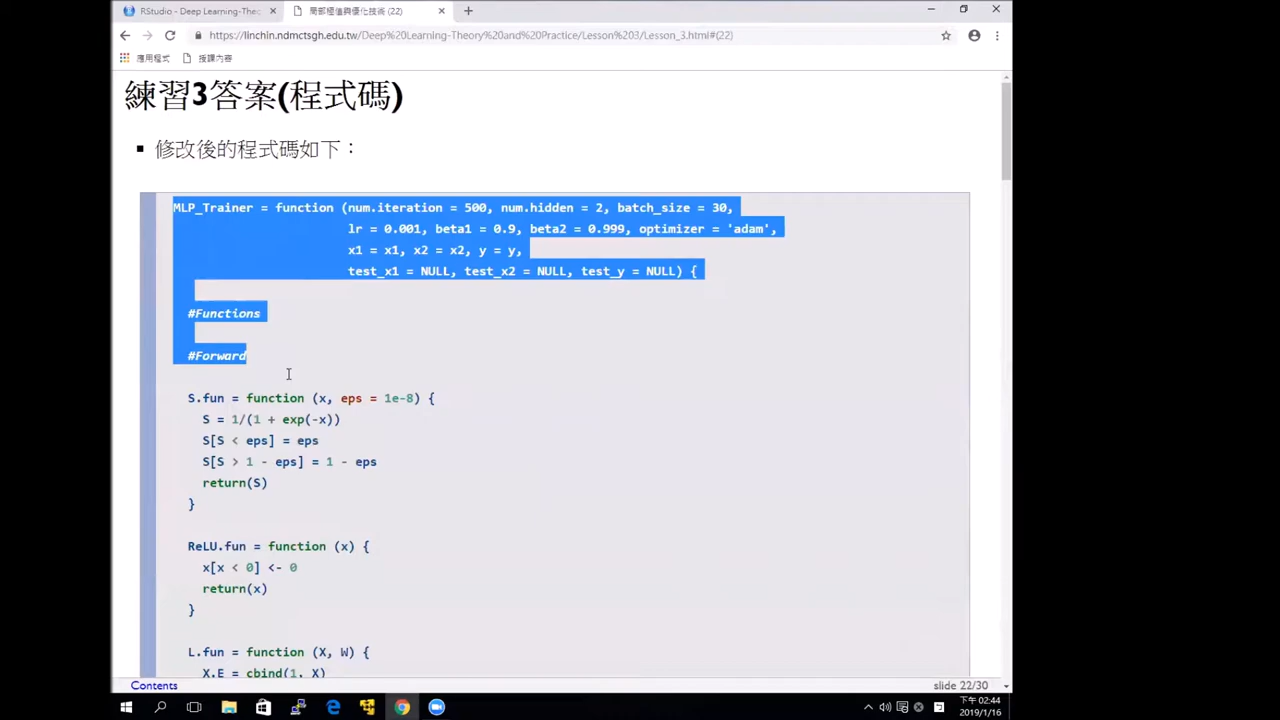 RStudio - Deep Learning-The
局部極值與優化技術 (22)
https://linchin.ndmctsgh.edu.tw/Deep%20Learning-Theory%20and%20Practice/Lesson%203/Lesson_3.html#(22)
應用程式 授課內容
練習3答案(程式碼)
修改後的程式碼如下：
MLP_Trainer = function (num.iteration = 500, num.hidden = 2, batch_size = 30,
lr = 0.001, beta1 = 0.9, beta2 = 0.999, optimizer = 'adam',
x1 = x1, x2 = x2, y = y,
test_x1 = NULL, test_x2 = NULL, test_y = NULL) {
#Functions
#Forward
S.fun = function (x, eps = 1e-8) {
S = 1/(1 + exp(-x))
S[S < eps] = eps
S[S > 1 - eps] = 1 - eps
return(S)
}
ReLU.fun = function (x) {
x[x < 0] <- 0
return(x)
}
L.fun = function (X, W) {
X.E = cbind(1, X)
Contents
slide 22/30
下午 02:44
2019/1/16